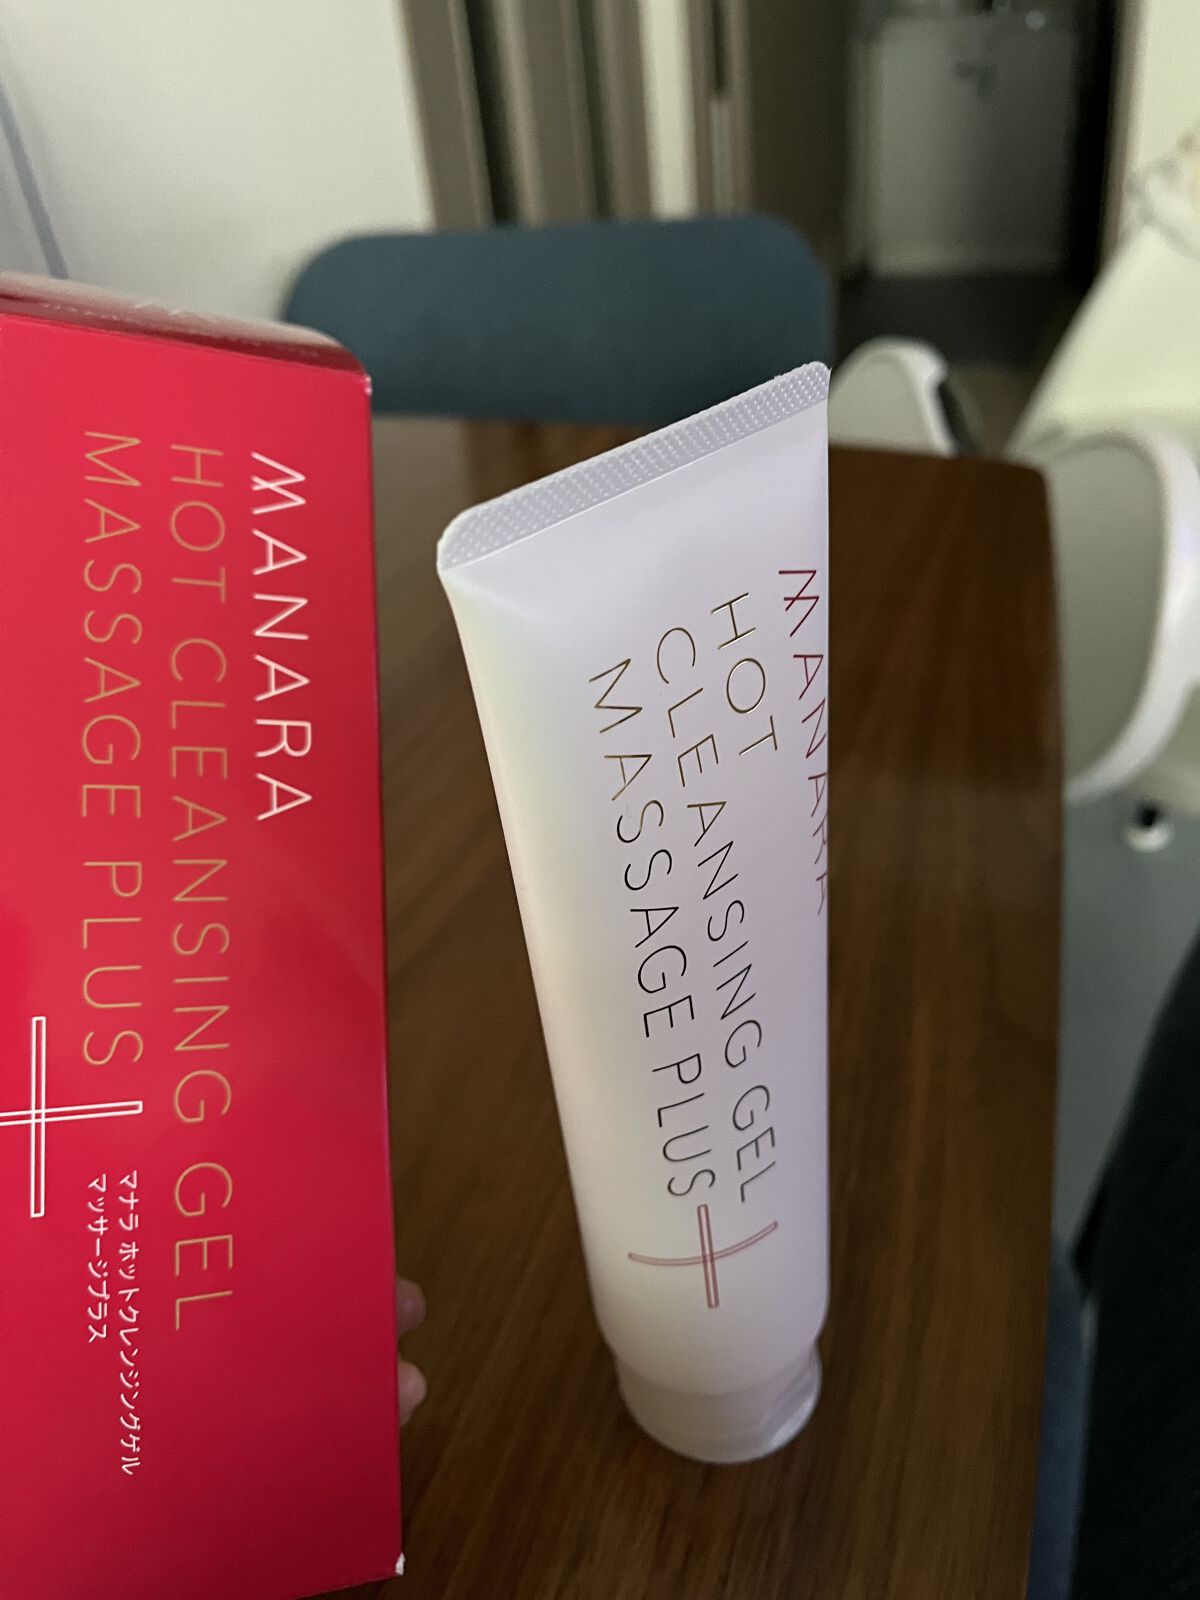 MANARA
HOT CLEANSING GEL
MASSAGE PLUS
マナラ ホットクレンジングゲル
マッサージプラス
MANARA
HOT
CLEANSING GEL
MASSAGE PLUS